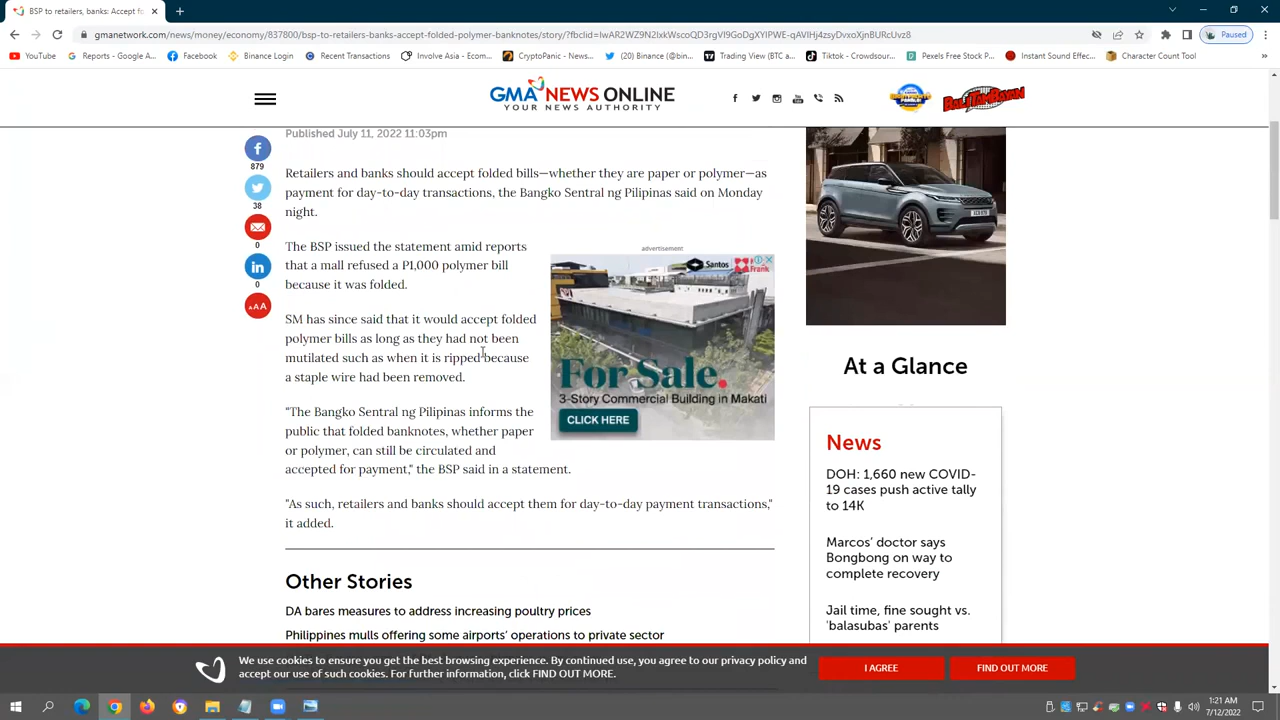 BSP to retailers, banks: Accept fo
gmanetwork.com/news/money/economy/837800/bsp-to-retailers-banks-accept-folded-polymer-banknotes/story/?fbclid=IwAR2WZ9N2lxkWscoQD3rgVI9GoDgXYIPWE-qAVIHj4zsyDvxoXjnBURcUvz8
Paused
YouTube
Reports - Google A...
Facebook
Binance Login
Recent Transactions
Involve Asia - Ecom...
CryptoPanic - News...
(20) Binance (@bin...
Trading View (BTC a...
Tiktok - Crowdsour...
Pexels Free Stock P...
Instant Sound Effec...
Character Count Tool
GMA NEWS ONLINE
YOUR NEWS AUTHORITY
BALITAMBAYAN
Published July 11, 2022 11:03pm
879
38
0
0
AAA
Retailers and banks should accept folded bills—whether they are paper or polymer—as
payment for day-to-day transactions, the Bangko Sentral ng Pilipinas said on Monday
night.
The BSP issued the statement amid reports
that a mall refused a P1,000 polymer bill
because it was folded.
SM has since said that it would accept folded
polymer bills as long as they had not been
mutilated such as when it is ripped because
a staple wire had been removed.
"The Bangko Sentral ng Pilipinas informs the
public that folded banknotes, whether paper
or polymer, can still be circulated and
accepted for payment," the BSP said in a statement.
"As such, retailers and banks should accept them for day-to-day payment transactions,"
it added.
advertisement
Santos
Frank
For Sale.
3-Story Commercial Building in Makati
CLICK HERE
Other Stories
DA bares measures to address increasing poultry prices
Philippines mulls offering some airports' operations to private sector
At a Glance
News
DOH: 1,660 new COVID-
19 cases push active tally
to 14K
Marcos' doctor says
Bongbong on way to
complete recovery
Jail time, fine sought vs.
'balasubas' parents
We use cookies to ensure you get the best browsing experience. By continued use, you agree to our privacy policy and
accept our use of such cookies. For further information, click FIND OUT MORE.
I AGREE
FIND OUT MORE
1:21 AM
7/12/2022